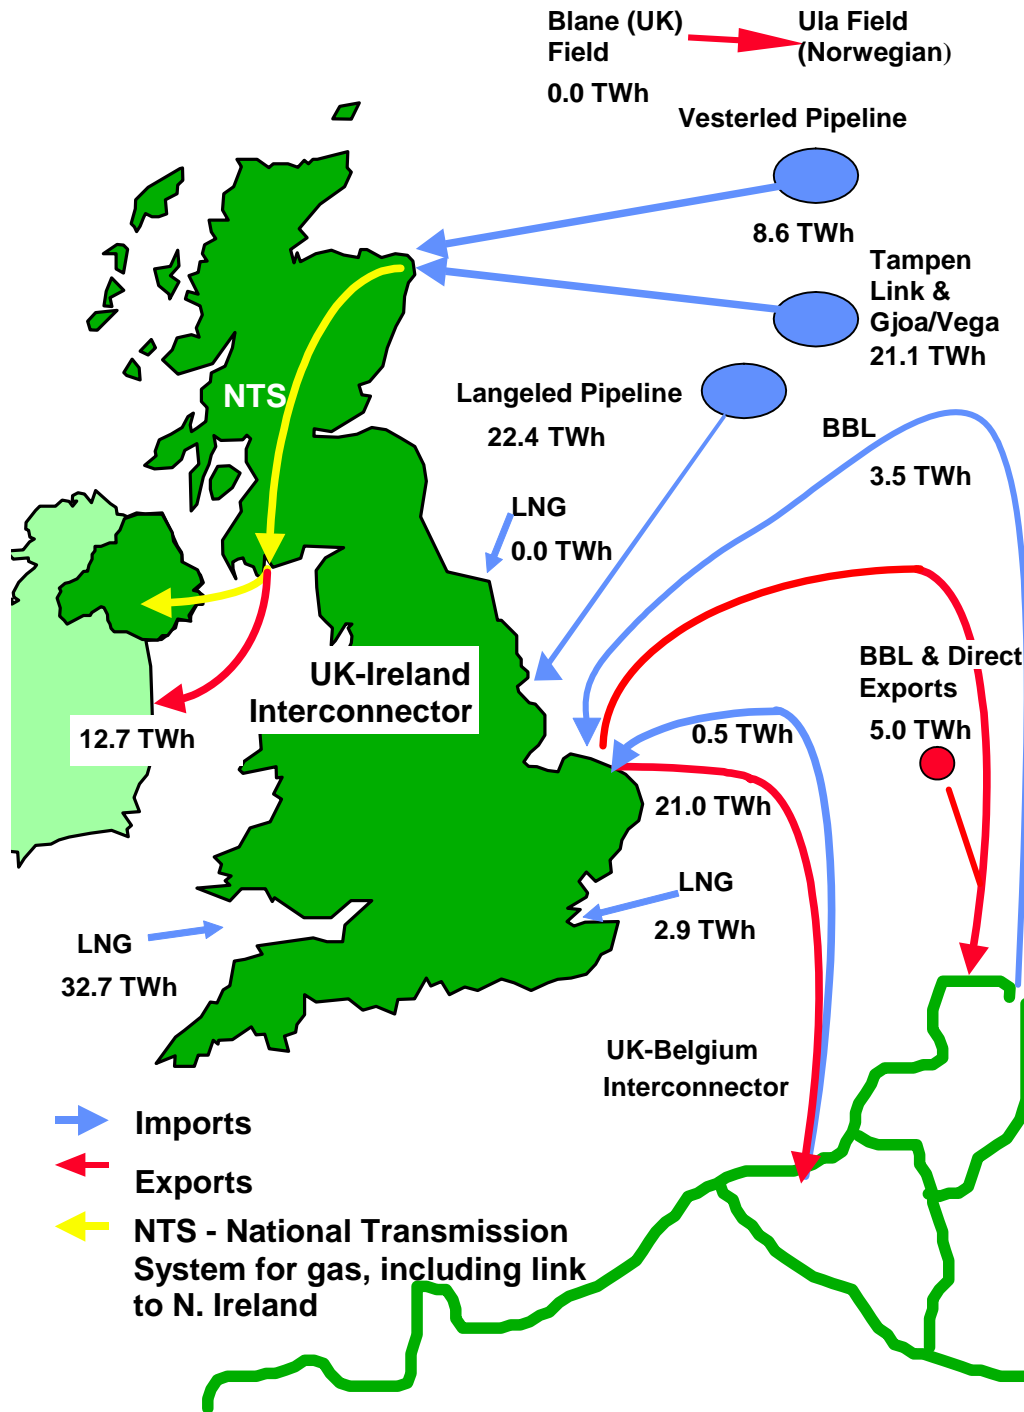 Blane (UK)
Field
0.0 TWh
Ula Field
(Norwegian)
Vesterled Pipeline
8.6 TWh
Tampen
Link &
Gjoa/Vega
21.1 TWh
Langeled Pipeline
22.4 TWh
NTS
BBL
3.5 TWh
LNG
0.0 TWh
UK-Ireland
Interconnector
12.7 TWh
BBL & Direct
Exports
5.0 TWh
0.5 TWh
21.0 TWh
LNG
2.9 TWh
LNG
32.7 TWh
UK-Belgium
Interconnector
Imports
Exports
NTS - National Transmission
System for gas, including link
to N. Ireland